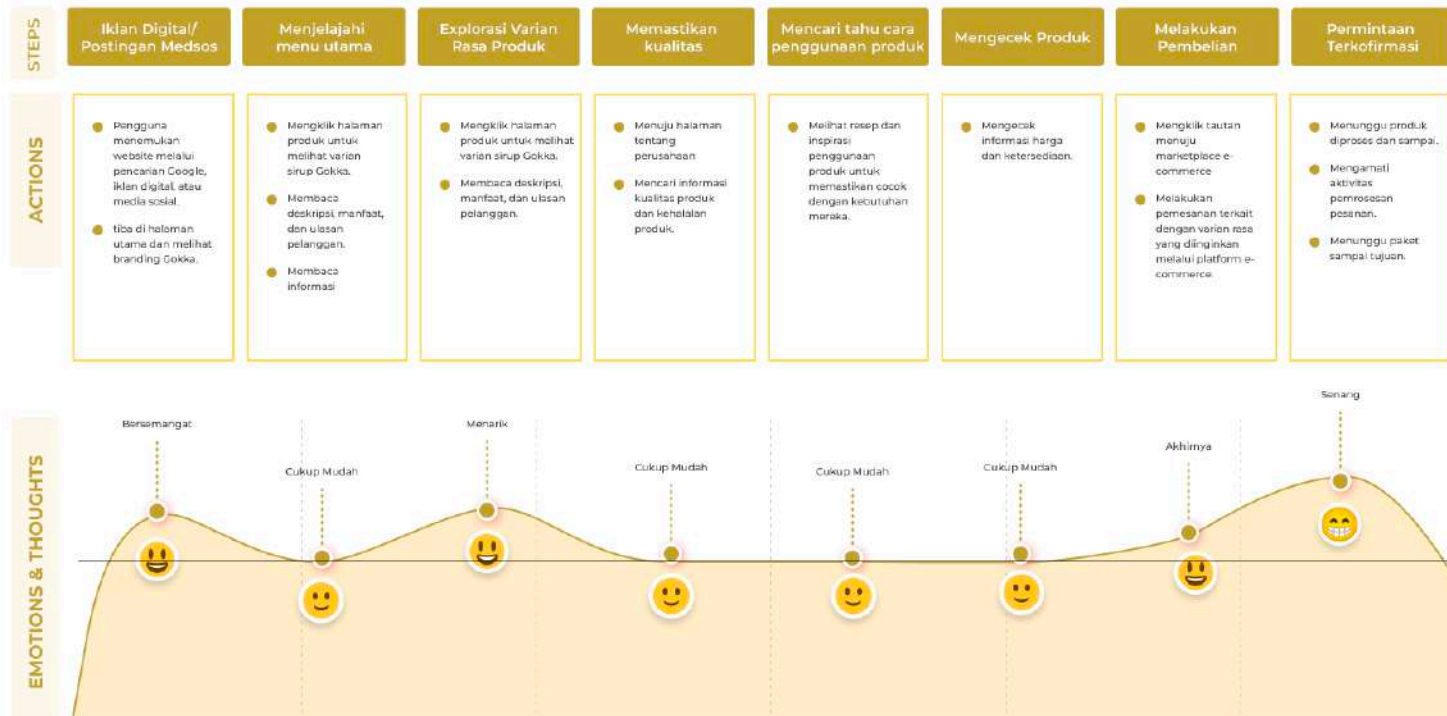 STEPS
Iklan Digital/
Postingan Medsos
Menjelajahi
menu utama
Explorasi Varian
Rasa Produk
Memastikan
kualitas
Mencari tahu cara
penggunaan produk
Mengecek Produk
Melakukan
Pembelian
Permintaan
Terkofirmasi
ACTIONS
Pengguna
menemukan
website melalui
pencarian Google,
iklan digital, atau
media sosial.
tiba di halaman
utama dan melihat
branding Gokka.
Mengklik halaman
produk untuk
melihat varian
sirup Gokka.
Membaca
deskripsi, manfaat,
dan ulasan
pelanggan.
Membaca
informasi
Mengklik halaman
produk untuk melihat
varian sirup Gokka.
Membaca deskripsi,
manfaat, dan ulasan
pelanggan.
Menuju halaman
tentang
perusahaan
Mencari informasi
kualitas produk
dan kehalalan
produk.
Melihat resep dan
inspirasi
penggunaan
produk untuk
memastikan cocok
dengan kebutuhan
mereka.
Mengecek
informasi harga
dan ketersediaan.
Mengklik tautan
menuju
marketplace e-
commerce
Melakukan
pemesanan terkait
dengan varian rasa
yang diinginkan
melalui platform e-
commerce.
Menunggu produk
diproses dan sampai.
Mengamati
aktivitas
pemrosesan
pesanan.
Menunggu paket
sampai tujuan.
EMOTIONS & THOUGHTS
Bersemangat
Cukup Mudah
Menarik
Cukup Mudah
Cukup Mudah
Cukup Mudah
Akhirnya
Senang